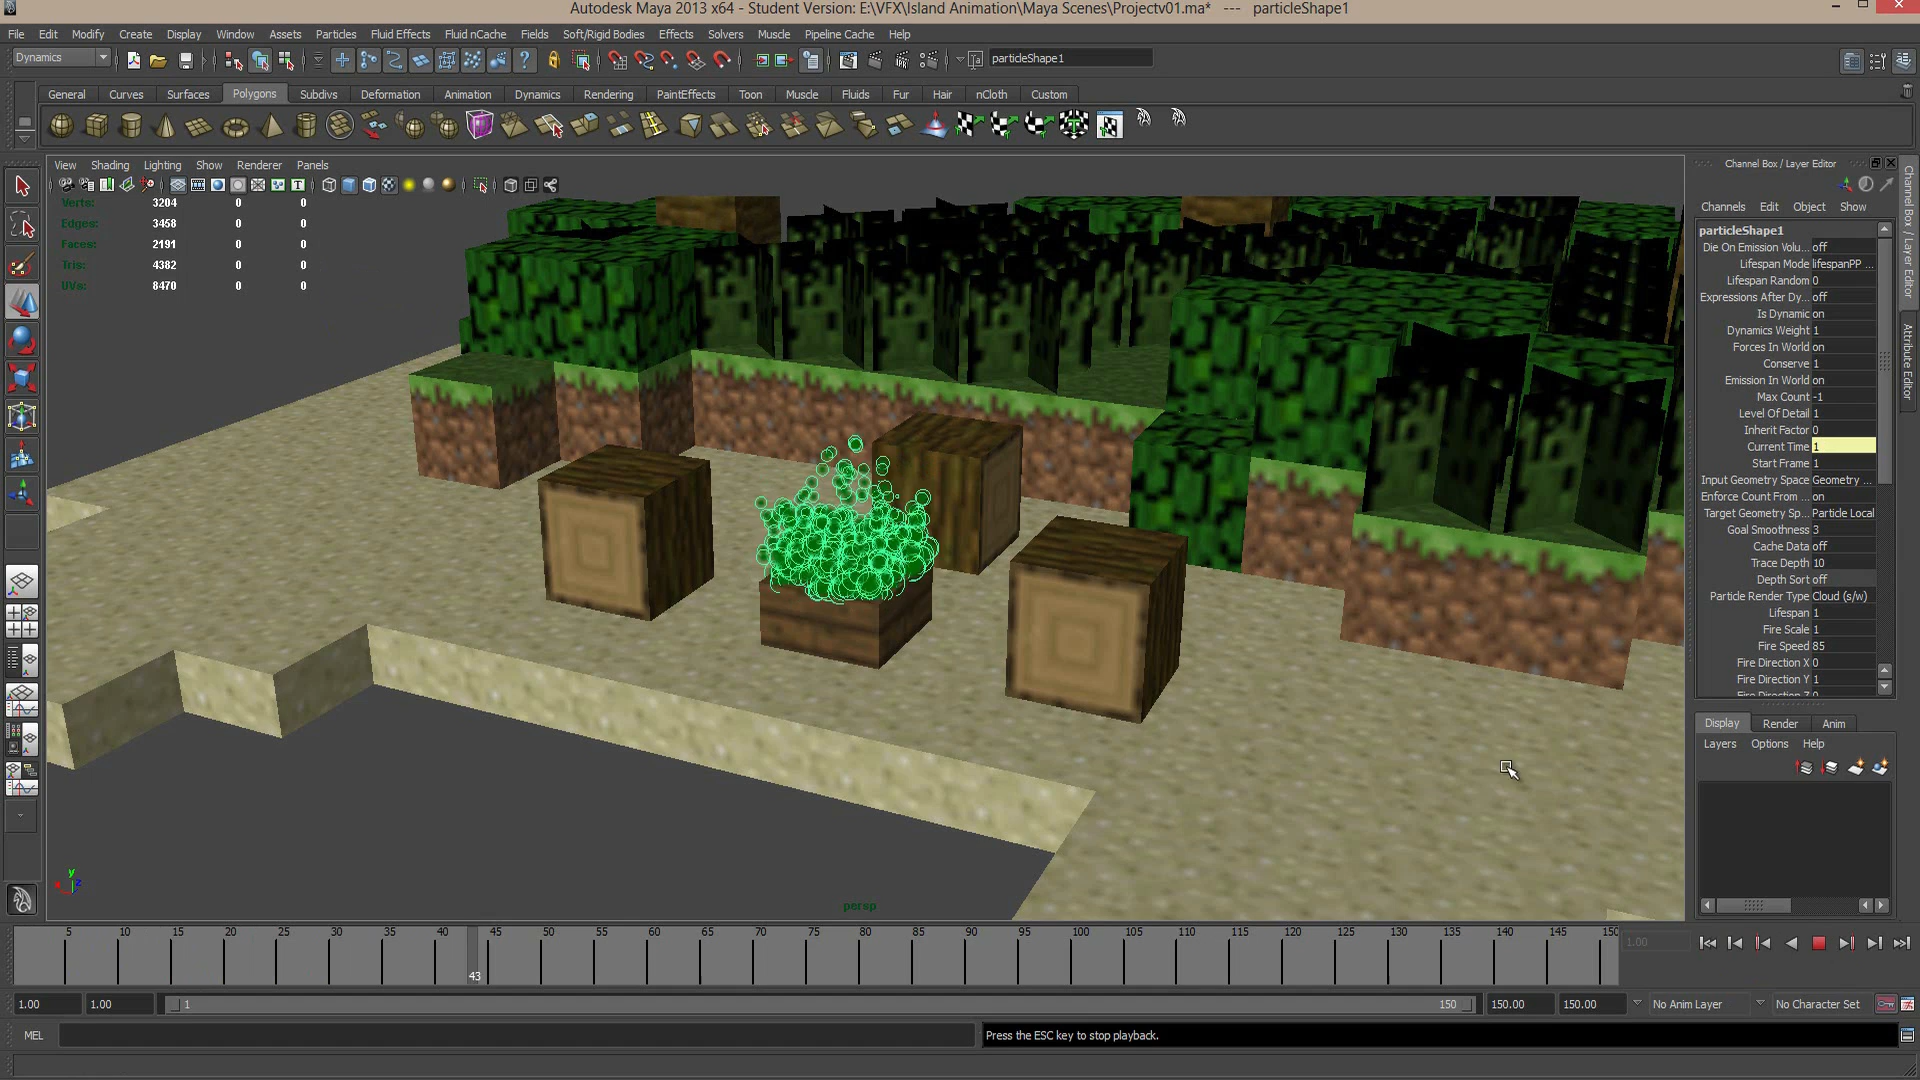 Autodesk Maya 2013 x64 - Student Version: E:\VFX\Island Animation\Maya Scenes\Projectv01.ma* --- particleShape1
File Edit Modify Create Display Window Assets Particles Fluid Effects Fluid nCache Fields Soft/Rigid Bodies Effects Solvers Muscle Pipeline Cache Help
Dynamics particleShape1
General Curves Surfaces Polygons Subdivs Deformation Animation Dynamics Rendering PaintEffects Toon Muscle Fluids Fur Hair nCloth Custom
View Shading Lighting Show Renderer Panels
Verts: 3204 0 0
Edges: 3458 0 0
Faces: 2191 0 0
Tris: 4382 0 0
UVs: 8470 0 0
persp
y
Channel Box / Layer Editor
Channels Edit Object Show
particleShape1
Die On Emission Volu... off
Lifespan Mode lifespanPP ...
Lifespan Random 0
Expressions After Dy... off
Is Dynamic on
Dynamics Weight 1
Forces In World on
Conserve 1
Emission In World on
Max Count -1
Level Of Detail 1
Inherit Factor 0
Current Time 1
Start Frame 1
Input Geometry Space Geometry ...
Enforce Count From ... on
Target Geometry Sp... Particle Local
Goal Smoothness 3
Cache Data off
Trace Depth 10
Depth Sort off
Particle Render Type Cloud (s/w)
Lifespan 1
Fire Scale 1
Fire Speed 85
Fire Direction X 0
Fire Direction Y 1
Fire Direction Z 0
Channel Box / Layer Editor
Attribute Editor
Display Render Anim
Layers Options Help
5 10 15 20 25 30 35 40 45 50 55 60 65 70 75 80 85 90 95 100 105 110 115 120 125 130 135 140 145 150
43
1.00
1.00 1.00 1 150 150.00 150.00 No Anim Layer No Character Set
MEL Press the ESC key to stop playback.